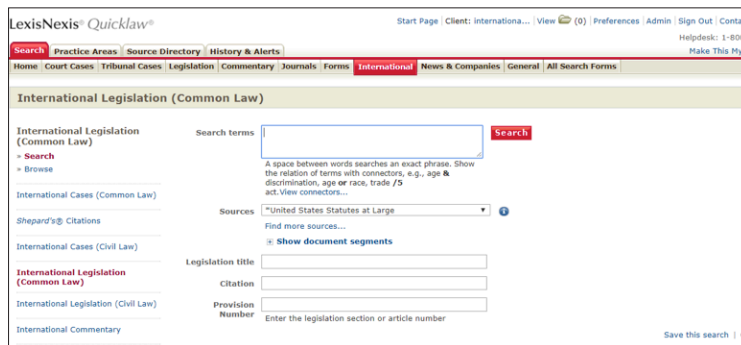 LexisNexis® Quicklaw®
Start Page | Client: internationa... | View (0) | Preferences | Admin | Sign Out | Conta
Helpdesk: 1-80
Search Practice Areas Source Directory History & Alerts
Make This My
Home Court Cases Tribunal Cases Legislation Commentary Journals Forms International News & Companies General All Search Forms
International Legislation (Common Law)
International Legislation (Common Law)
» Search
» Browse
International Cases (Common Law)
Shepard's® Citations
International Cases (Civil Law)
International Legislation (Common Law)
International Legislation (Civil Law)
International Commentary
Search terms
Search
A space between words searches an exact phrase. Show
the relation of terms with connectors, e.g., age &
discrimination, age or race, trade /5
act.View connectors...
Sources *United States Statutes at Large
Find more sources...
Show document segments
Legislation title
Citation
Provision Number
Enter the legislation section or article number
Save this search |